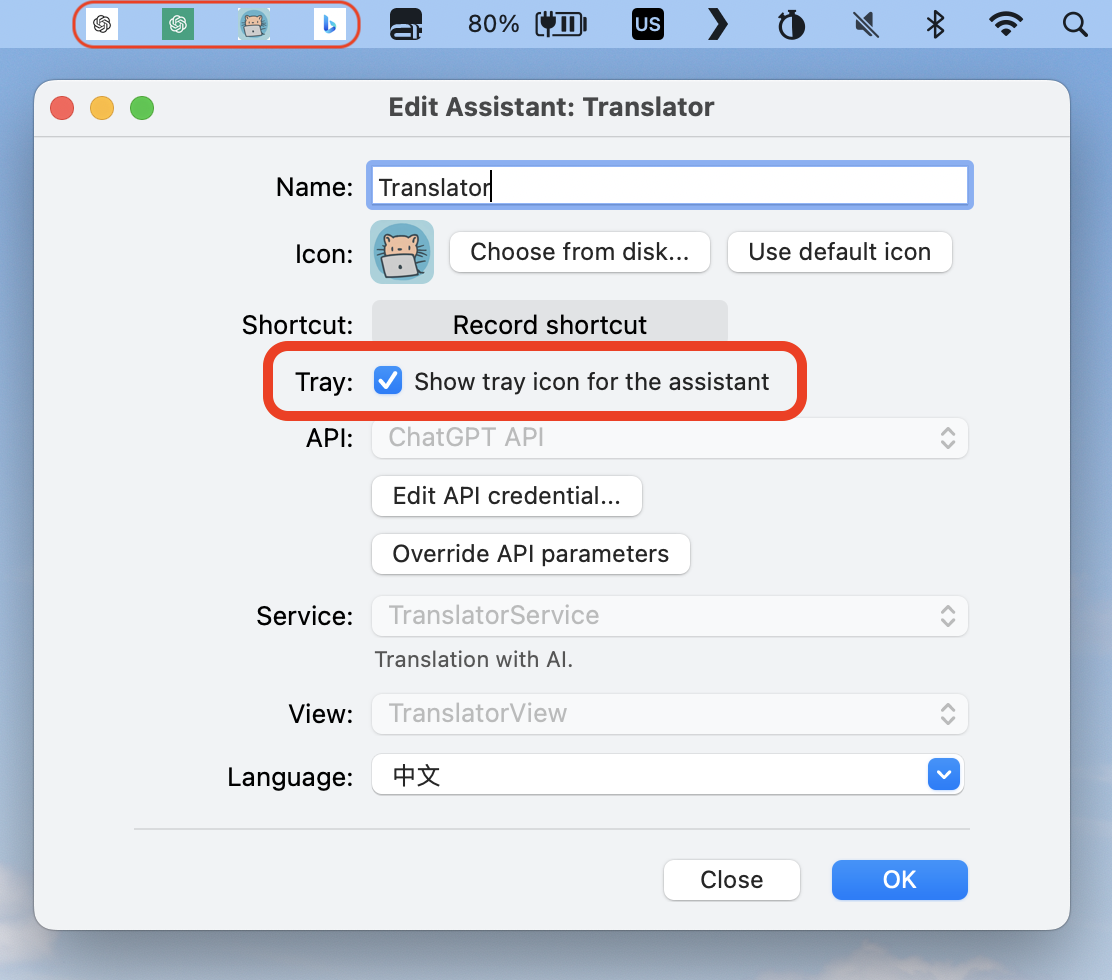 80%
US
Edit Assistant: Translator
Name: Translator
Icon: Choose from disk... Use default icon
Shortcut: Record shortcut
Tray: Show tray icon for the assistant
API: ChatGPT API
Edit API credential...
Override API parameters
Service: TranslatorService
Translation with AI.
View: TranslatorView
Language: 中文
Close OK